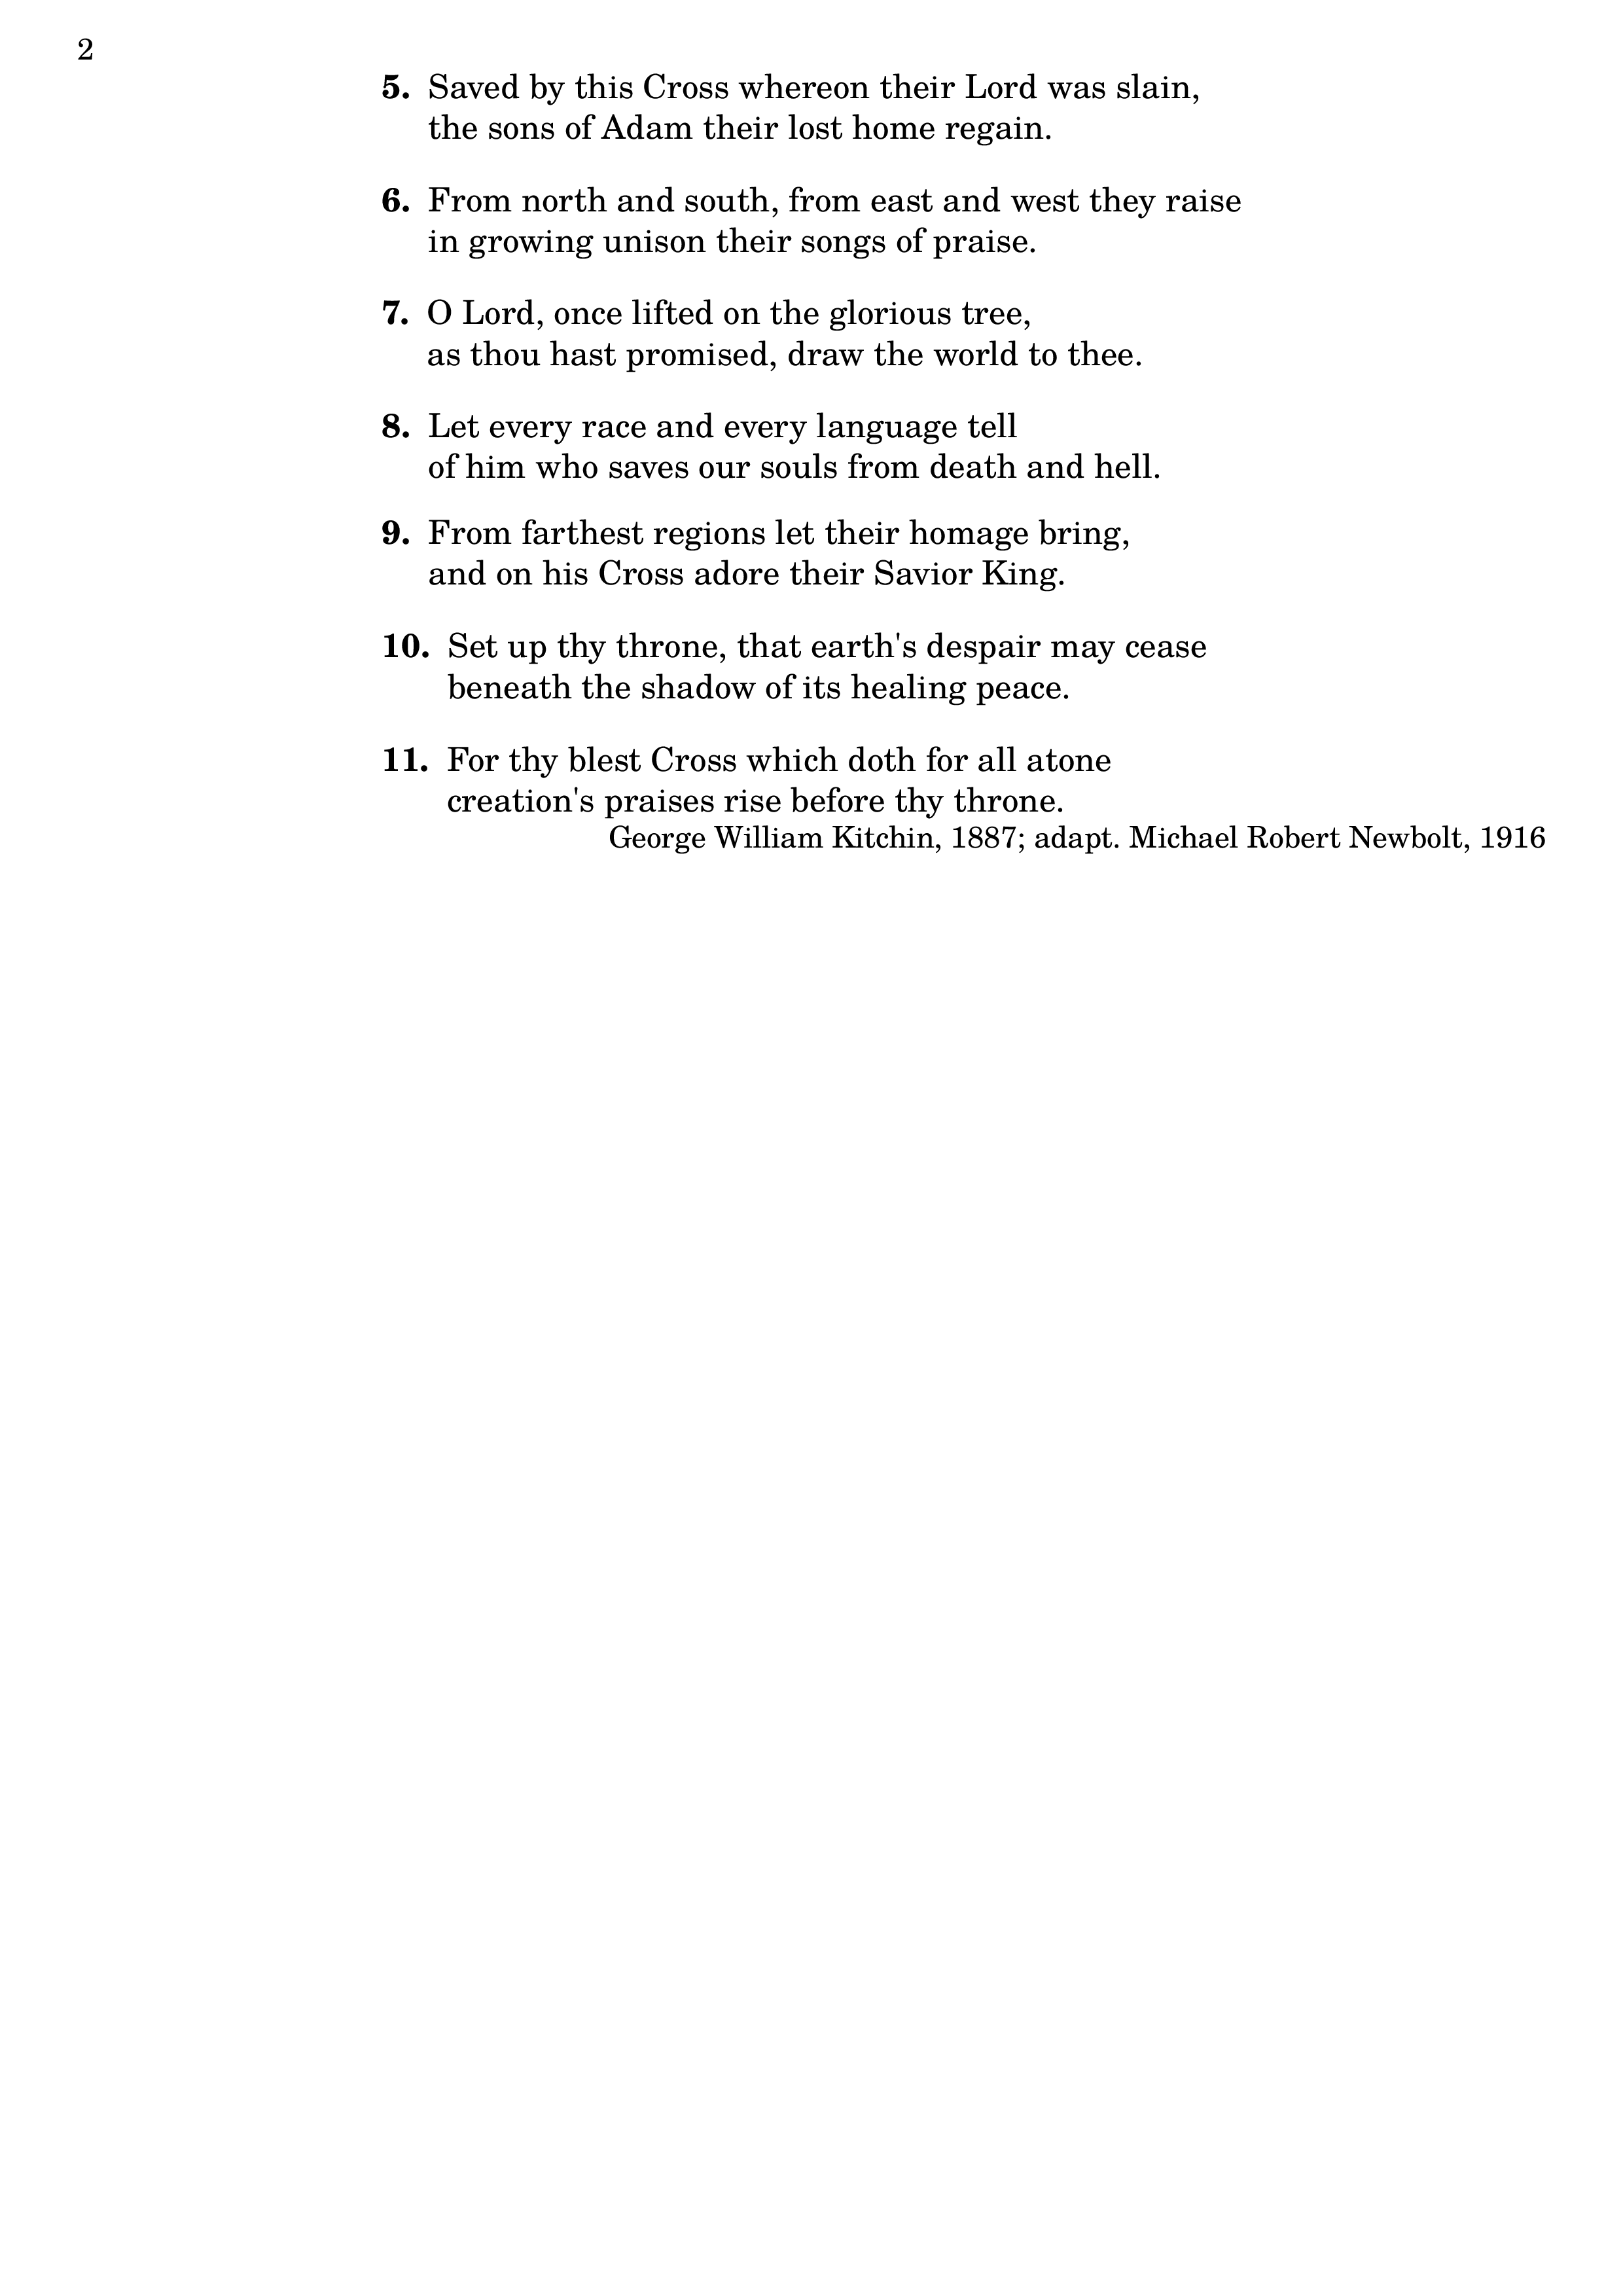 2
5. Saved by this Cross whereon their Lord was slain,
the sons of Adam their lost home regain.
6. From north and south, from east and west they raise
in growing unison their songs of praise.
7. O Lord, once lifted on the glorious tree,
as thou hast promised, draw the world to thee.
8. Let every race and every language tell
of him who saves our souls from death and hell.
9. From farthest regions let their homage bring,
and on his Cross adore their Savior King.
10. Set up thy throne, that earth's despair may cease
beneath the shadow of its healing peace.
11. For thy blest Cross which doth for all atone
creation's praises rise before thy throne.
George William Kitchin, 1887; adapt. Michael Robert Newbolt, 1916